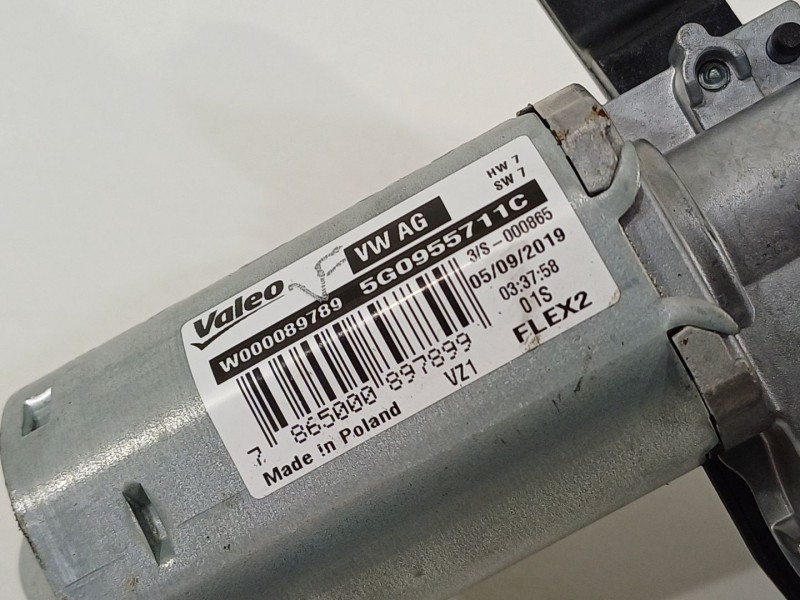 HW 7
SW 7
Valeo VF VW AG
W000089789 5G0955711C
3/S-000865
05/09/2019
03:37:58
01S
FLEX2
7 865000 897899
VZ1
Made in Poland